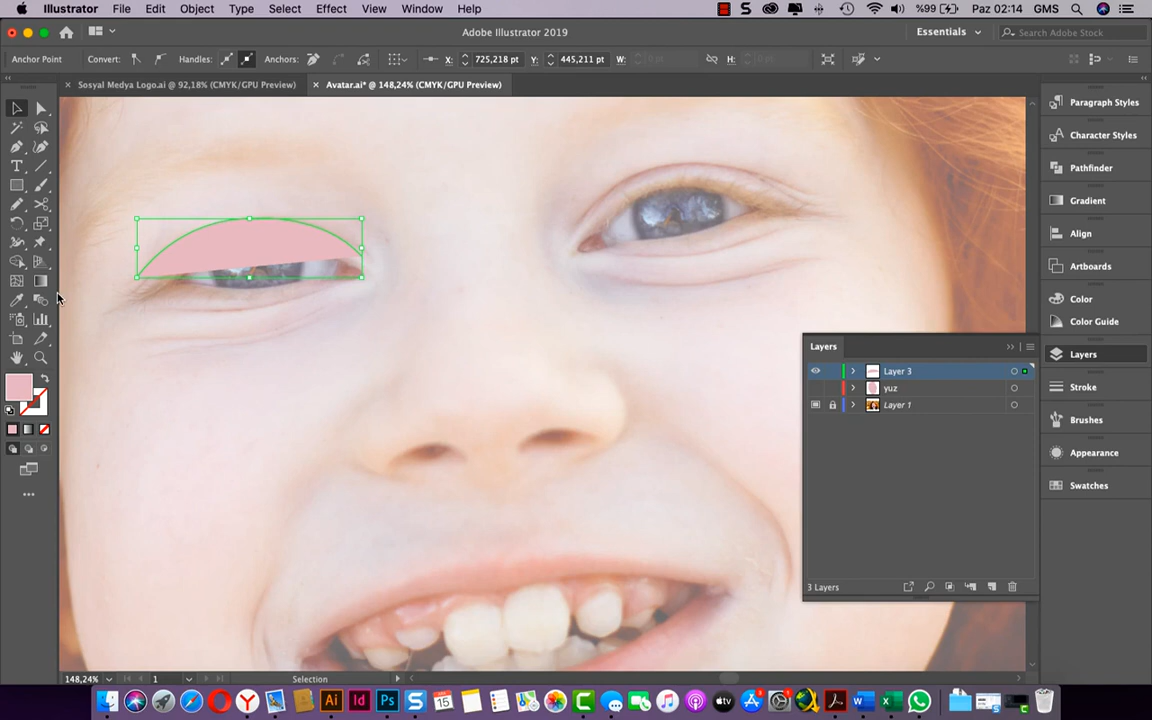 Illustrator File Edit Object Type Select Effect View Window Help %99 Paz 02:14 GMS
Adobe Illustrator 2019 Essentials Search Adobe Stock
Anchor Point Convert: Handles: Anchors: X: 725,218 pt Y: 445,211 pt W: 0 pt H: 0 pt
Sosyal Medya Logo.ai @ 92,18% (CMYK/GPU Preview) Avatar.ai* @ 148,24% (CMYK/GPU Preview)
Paragraph Styles
Character Styles
Pathfinder
Gradient
Align
Artboards
Color
Color Guide
Layers
Stroke
Brushes
Appearance
Swatches
Layers
Layer 3
yuz
Layer 1
3 Layers
148,24% 1 Selection